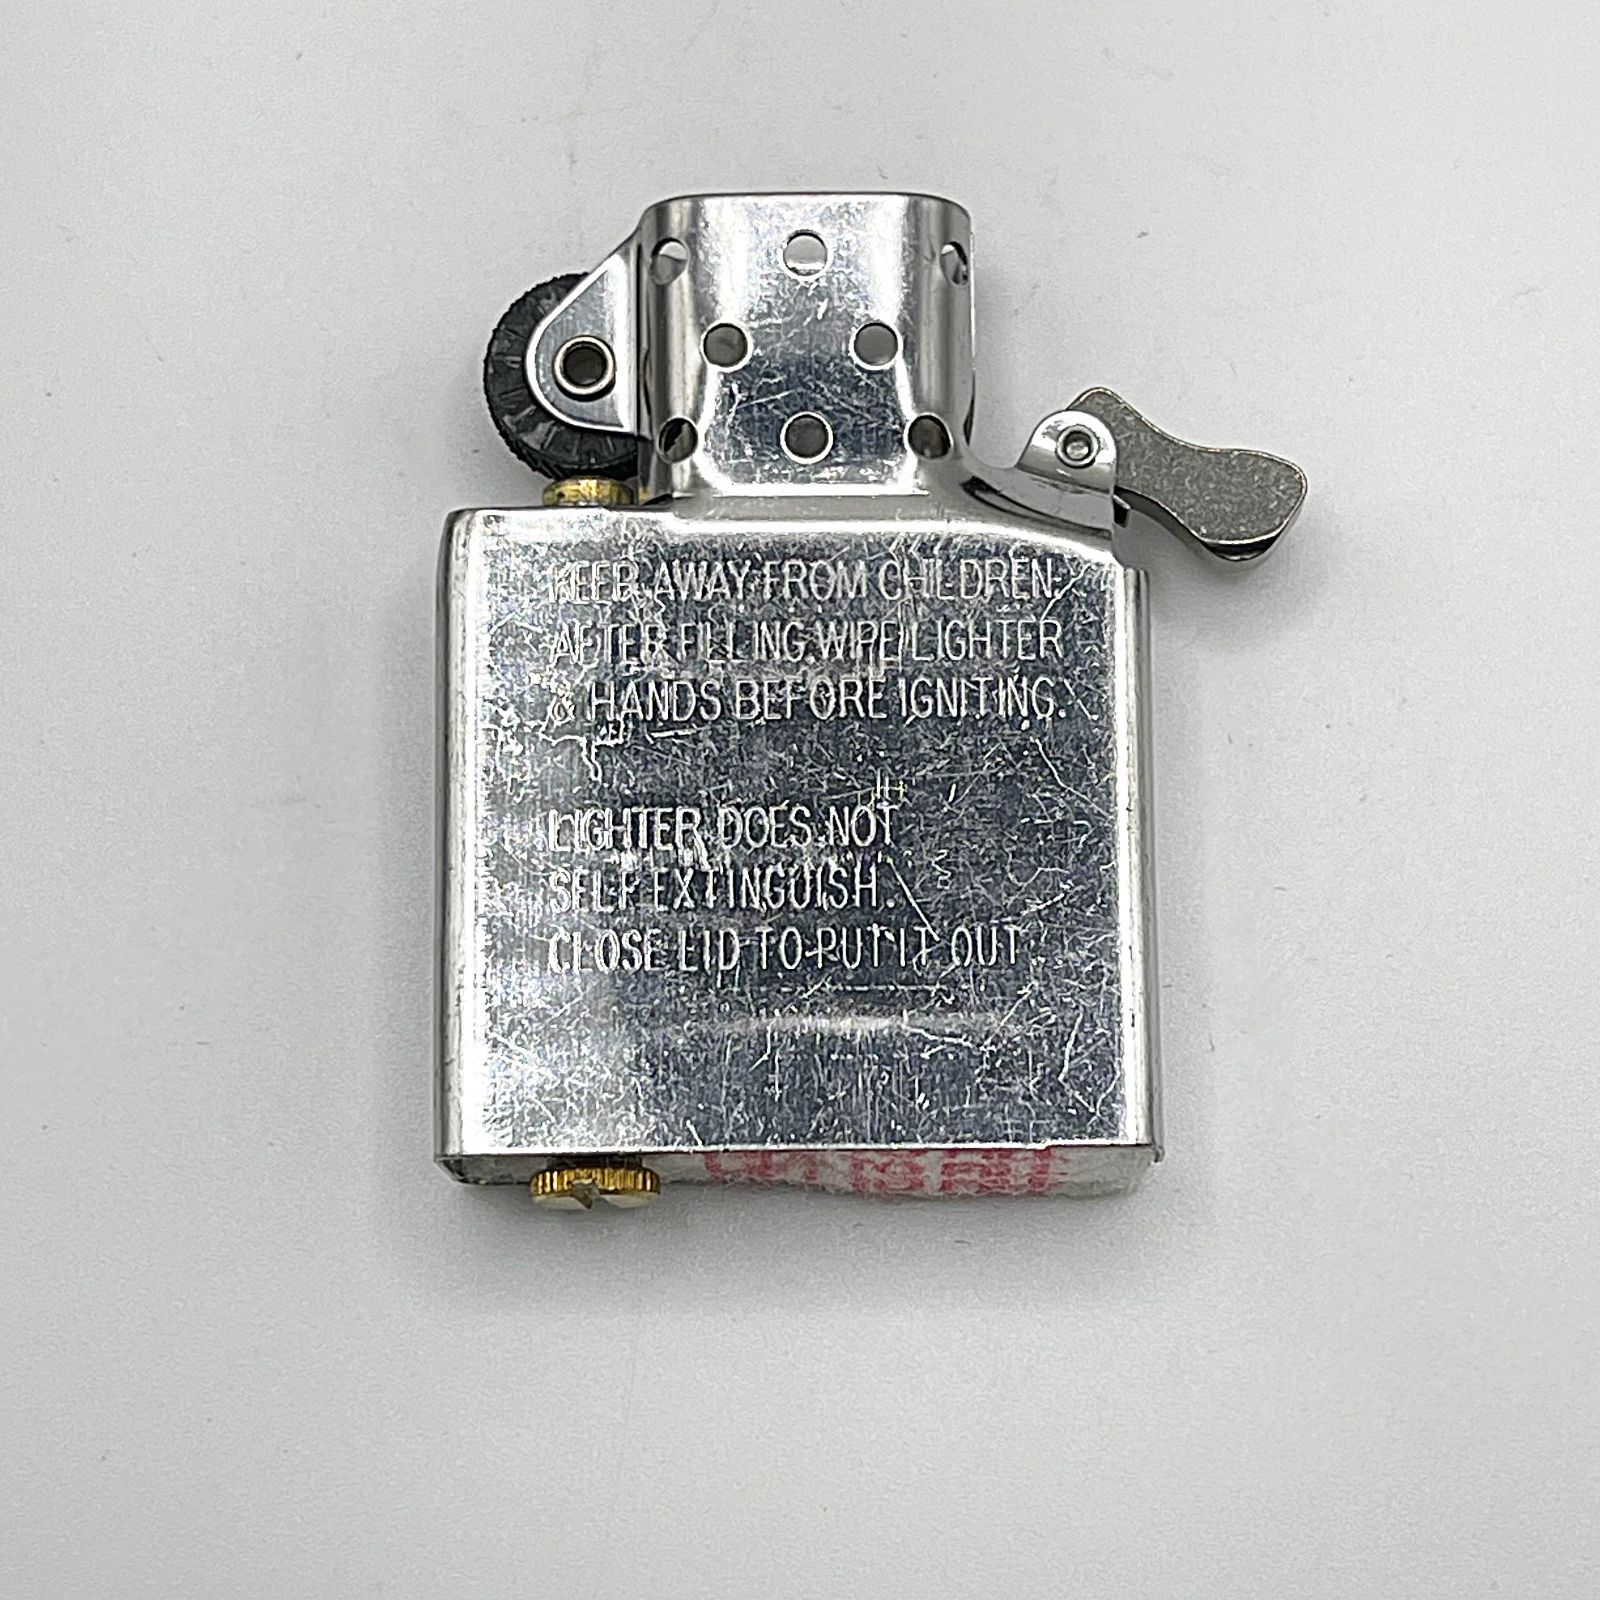 KEEP AWAY FROM CHILDREN.
AFTER FILLING WIPE LIGHTER
& HANDS BEFORE IGNITING.
LIGHTER DOES NOT
SELF EXTINGUISH.
CLOSE LID TO PUT IT OUT.